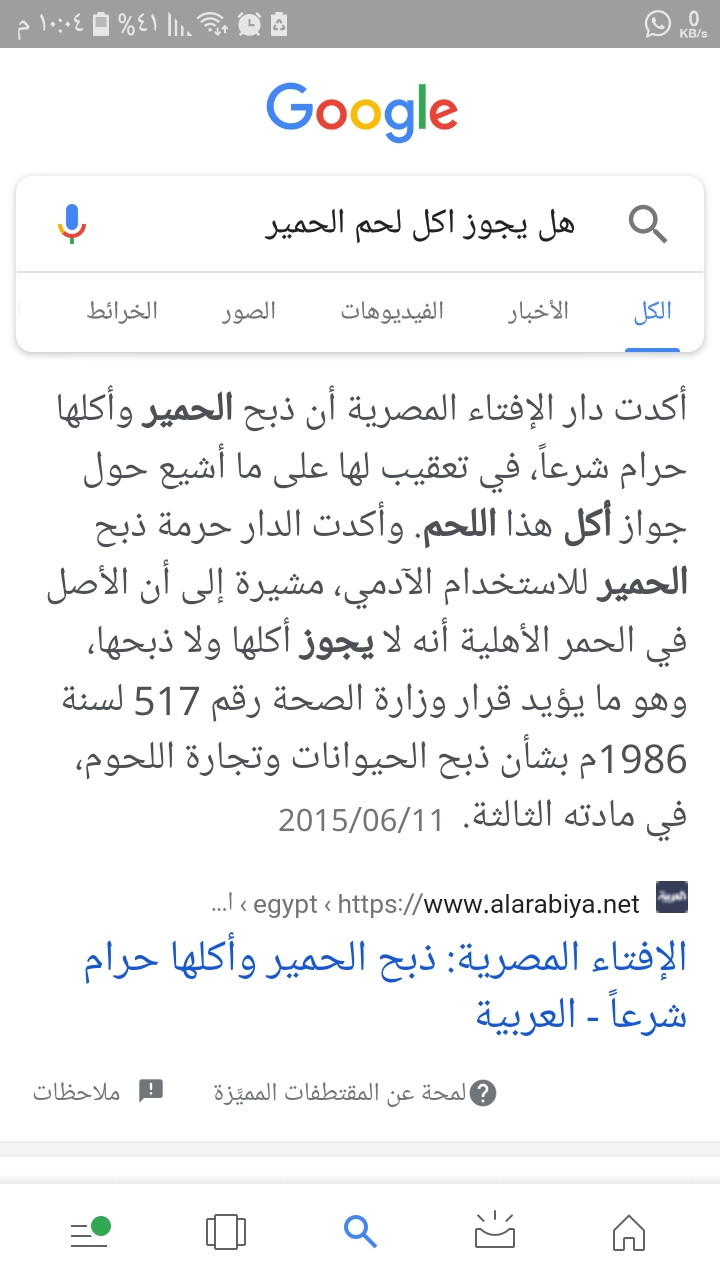 ١٠:٠٤ م
%٤١
0
KB/s
Google
هل يجوز اكل لحم الحمير
الكل الأخبار الفيديوهات الصور الخرائط
أكدت دار الإفتاء المصرية أن ذبح الحمير وأكلها
حرام شرعاً، في تعقيب لها على ما أشيع حول
جواز أكل هذا اللحم. وأكدت الدار حرمة ذبح
الحمير للاستخدام الآدمي، مشيرة إلى أن الأصل
في الحمر الأهلية أنه لا يجوز أكلها ولا ذبحها،
وهو ما يؤيد قرار وزارة الصحة رقم 517 لسنة
1986م بشأن ذبح الحيوانات وتجارة اللحوم،
في مادته الثالثة. 2015/06/11
https://www.alarabiya.net › egypt › ا...
الإفتاء المصرية: ذبح الحمير وأكلها حرام
شرعاً - العربية
لمحة عن المقتطفات المميَّزة ملاحظات